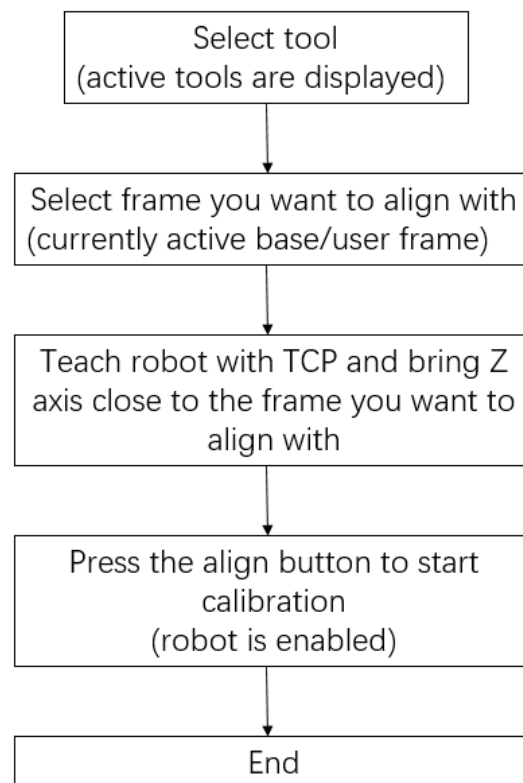 Select tool
(active tools are displayed)
Select frame you want to align with
(currently active base/user frame)
Teach robot with TCP and bring Z
axis close to the frame you want to
align with
Press the align button to start
calibration
(robot is enabled)
End